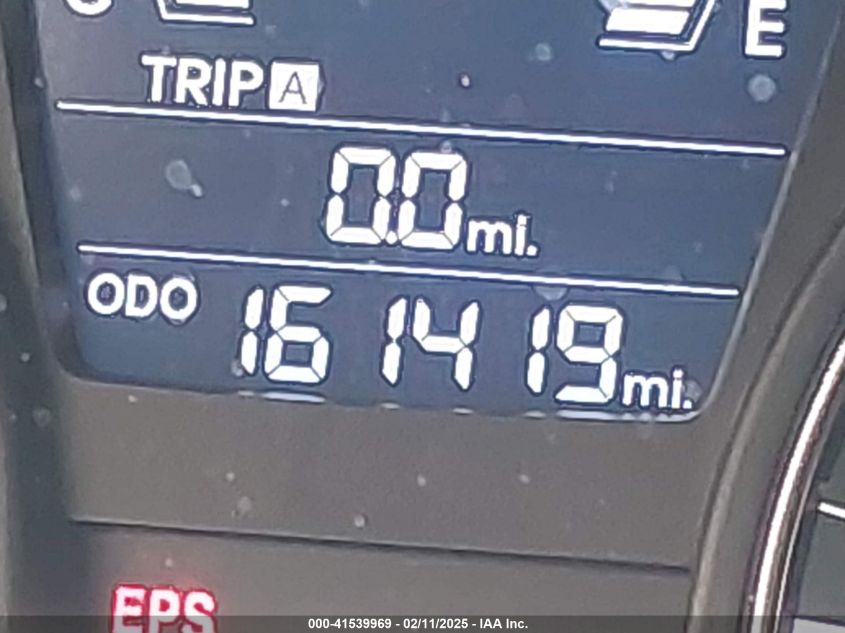 C E
TRIP A
0.0 mi.
ODO 161419 mi.
EPS
000-41539969 - 02/11/2025 - IAA Inc.